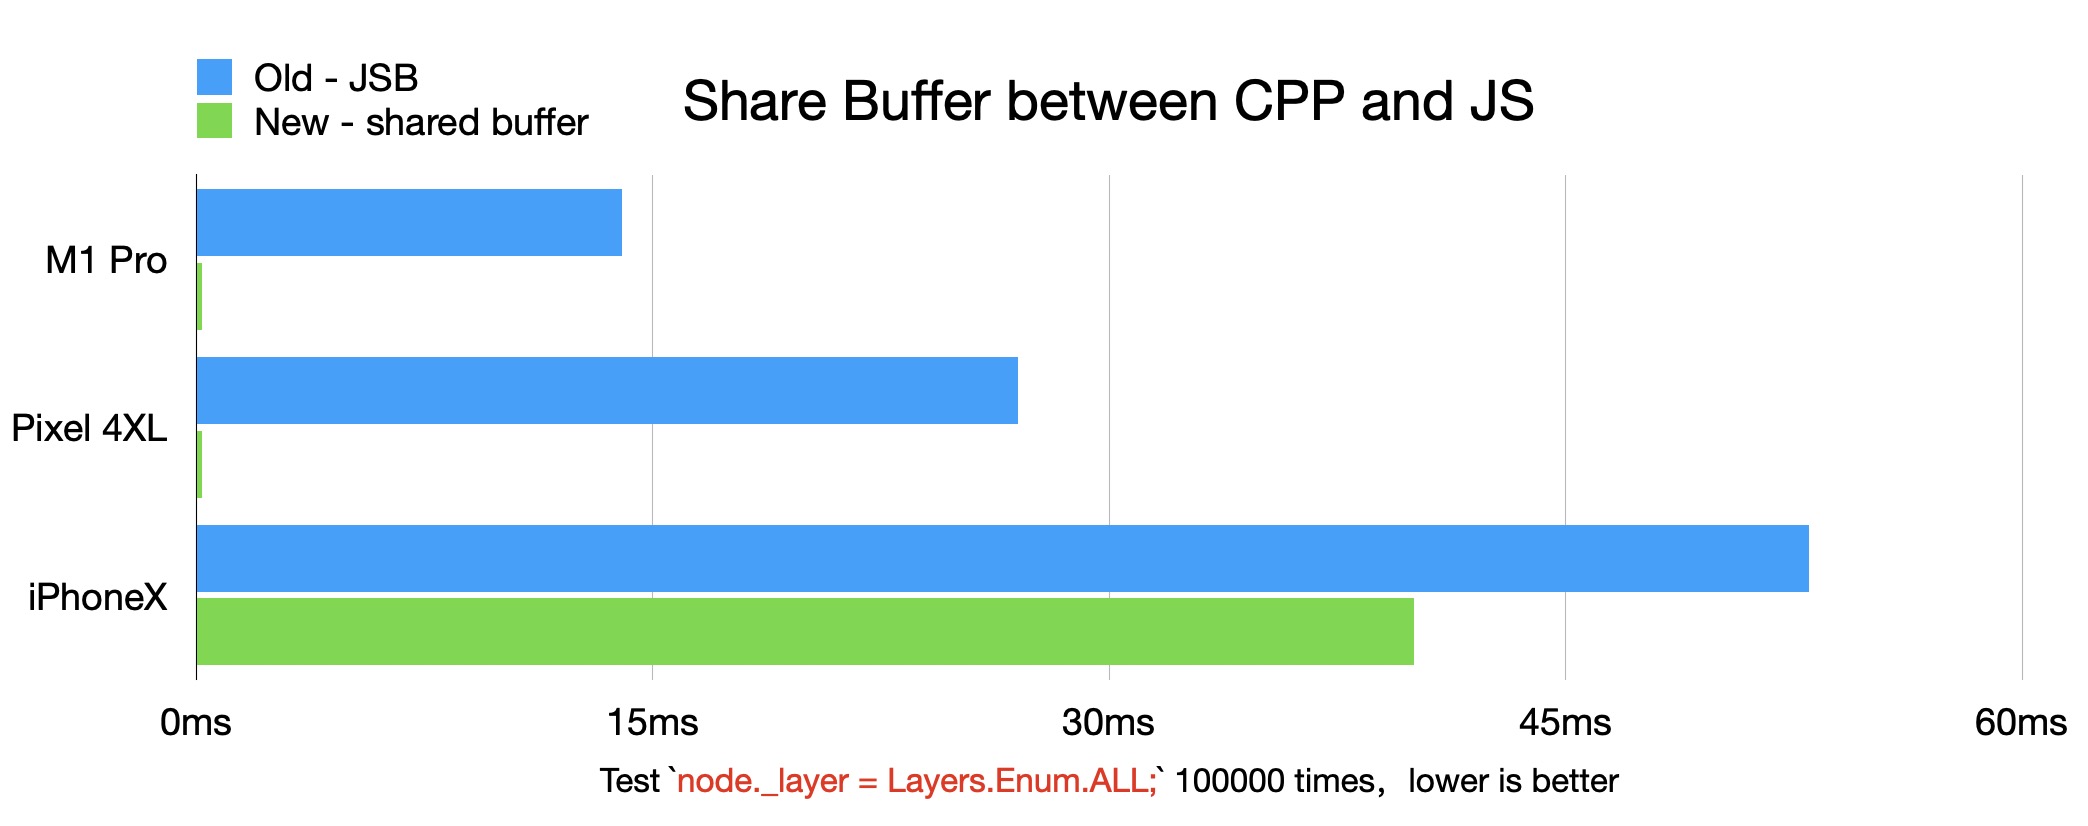 Old - JSB
New - shared buffer
Share Buffer between CPP and JS
M1 Pro
Pixel 4XL
iPhoneX
0ms 15ms 30ms 45ms 60ms
Test `node._layer = Layers.Enum.ALL;` 100000 times，lower is better